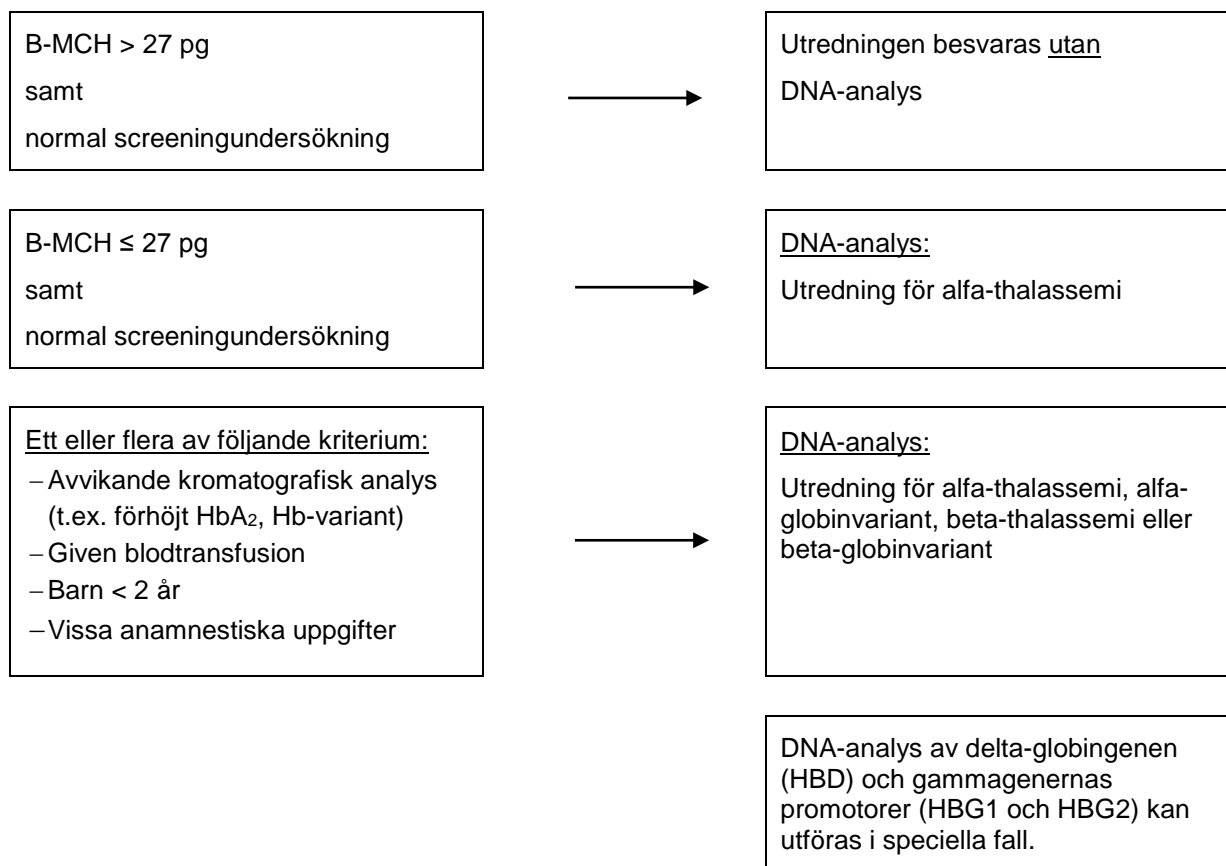 B-MCH > 27 pg
samt
normal screeningundersökning
Utredningen besvaras utan
DNA-analys
B-MCH ≤ 27 pg
samt
normal screeningundersökning
DNA-analys:
Utredning för alfa-thalassemi
Ett eller flera av följande kriterium:
–Avvikande kromatografisk analys
(t.ex. förhöjt HbA₂, Hb-variant)
–Given blodtransfusion
–Barn < 2 år
–Vissa anamnestiska uppgifter
DNA-analys:
Utredning för alfa-thalassemi, alfa-
globinvariant, beta-thalassemi eller
beta-globinvariant
DNA-analys av delta-globingenen
(HBD) och gammagenernas
promotorer (HBG1 och HBG2) kan
utföras i speciella fall.